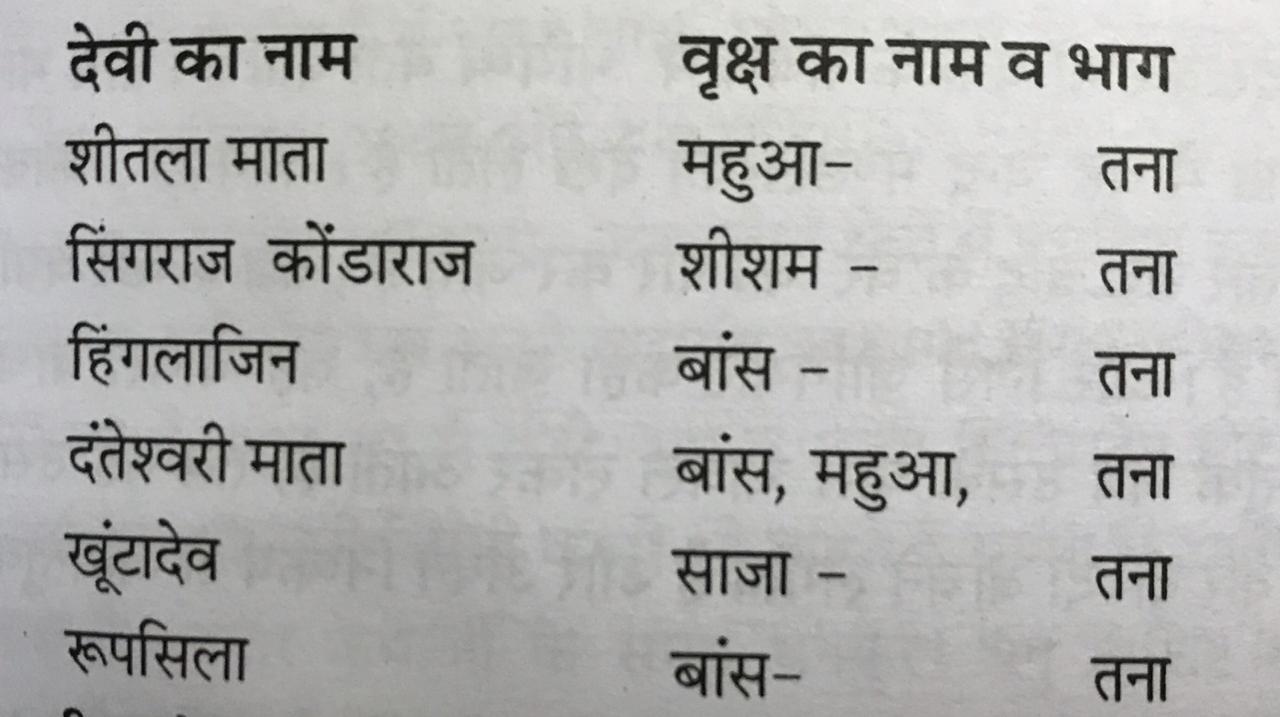 देवी का नाम वृक्ष का नाम व भाग
शीतला माता महुआ– तना
सिंगराज कोंडाराज शीशम – तना
हिंगलाजिन बांस – तना
दंतेश्वरी माता बांस, महुआ, तना
खूंटादेव साजा – तना
रूपसिला बांस– तना